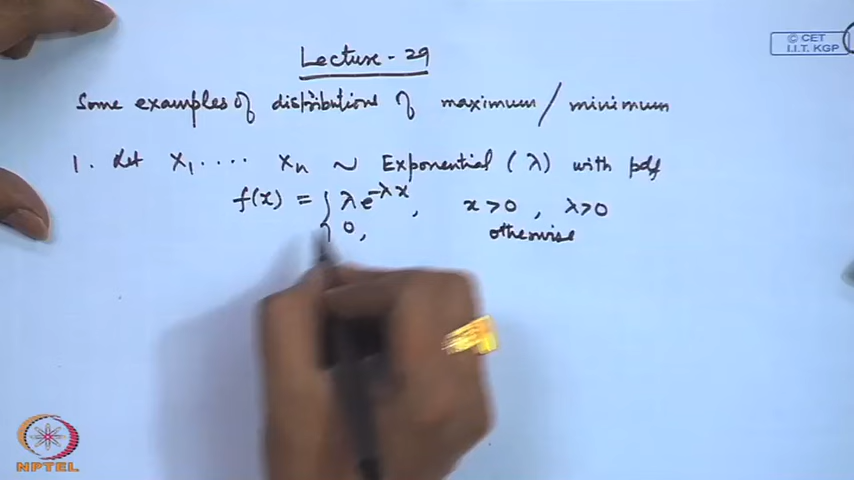 © CET
I.I.T. KGP
Lecture - 29
Some examples of distributions of maximum / minimum
1. Let X1, .... Xn ~ Exponential (λ) with pdf
f(x) = { λ e^-λx , x > 0 , λ > 0
0, otherwise
NPTEL